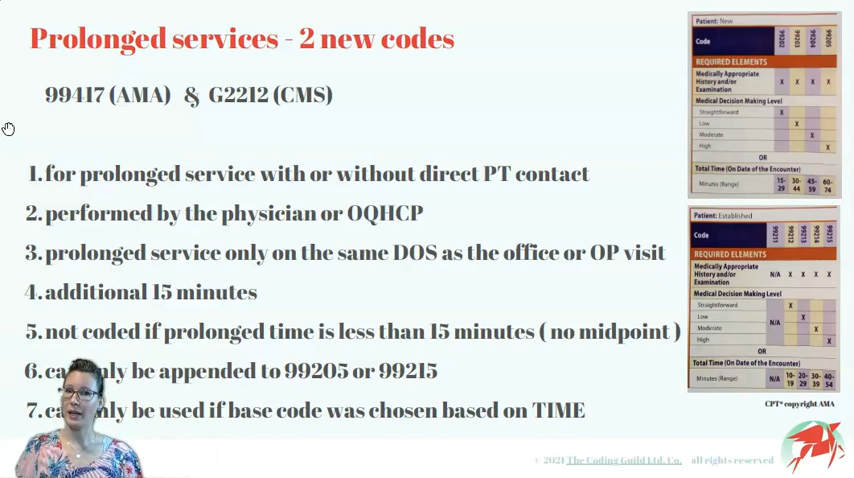 Prolonged services - 2 new codes
99417 (AMA) & G2212 (CMS)
1. for prolonged service with or without direct PT contact
2. performed by the physician or OQHCP
3. prolonged service only on the same DOS as the office or OP visit
4. additional 15 minutes
5. not coded if prolonged time is less than 15 minutes ( no midpoint )
6. ca nly be appended to 99205 or 99215
7. ca nly be used if base code was chosen based on TIME
Patient: New
Code 99202 99203 99204 99205
REQUIRED ELEMENTS
Medically Appropriate
History and/or X X X X
Examination
Medical Decision Making Level
Straightforward X
Low X
Moderate X
High X
OR
Total Time (On Date of the Encounter)
Minutes (Range) 15-29 30-44 45-59 60-74
Patient: Established
Code 99211 99212 99213 99214 99215
REQUIRED ELEMENTS
Medically Appropriate
History and/or N/A X X X X
Examination
Medical Decision Making Level
Straightforward X
Low N/A X
Moderate X
High X
OR
Total Time (On Date of the Encounter)
Minutes (Range) N/A 10-19 20-29 30-39 40-54
CPT® copyright AMA
© 2021 The Coding Guild Ltd. Co. all rights reserved